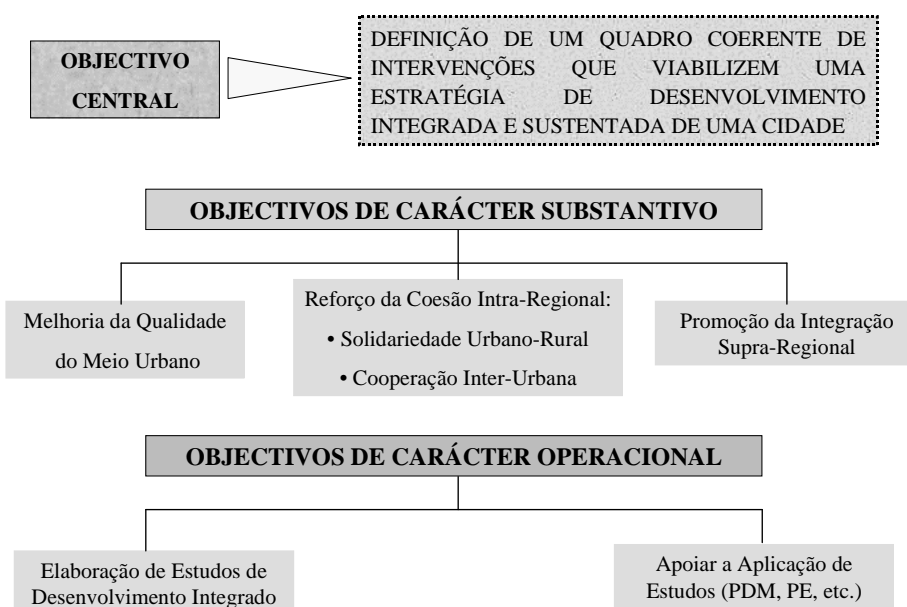 OBJECTIVO
CENTRAL
DEFINIÇÃO DE UM QUADRO COERENTE DE
INTERVENÇÕES QUE VIABILIZEM UMA
ESTRATÉGIA DE DESENVOLVIMENTO
INTEGRADA E SUSTENTADA DE UMA CIDADE
OBJECTIVOS DE CARÁCTER SUBSTANTIVO
Melhoria da Qualidade
do Meio Urbano
Reforço da Coesão Intra-Regional:
• Solidariedade Urbano-Rural
• Cooperação Inter-Urbana
Promoção da Integração
Supra-Regional
OBJECTIVOS DE CARÁCTER OPERACIONAL
Elaboração de Estudos de
Desenvolvimento Integrado
Apoiar a Aplicação de
Estudos (PDM, PE, etc.)